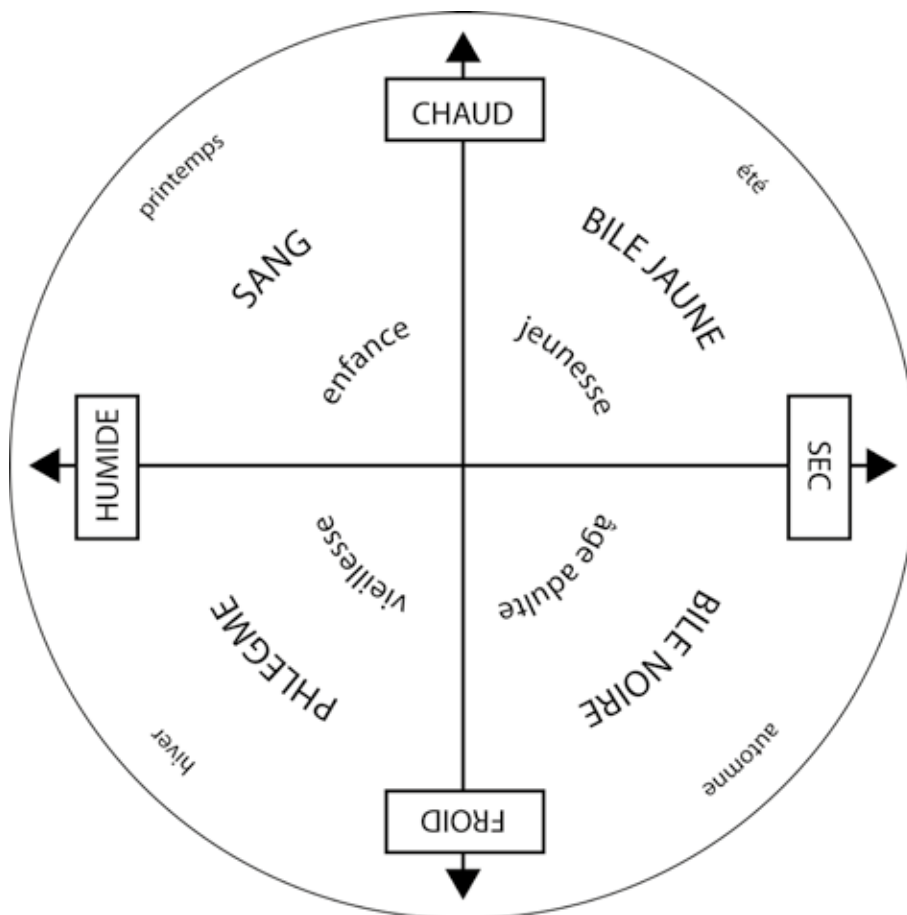 CHAUD
printemps
été
SANG
BILE JAUNE
enfance
jeunesse
HUMIDE
SEC
vieillesse
âge adulte
PHLEGME
BILE NOIRE
hiver
automne
FROID